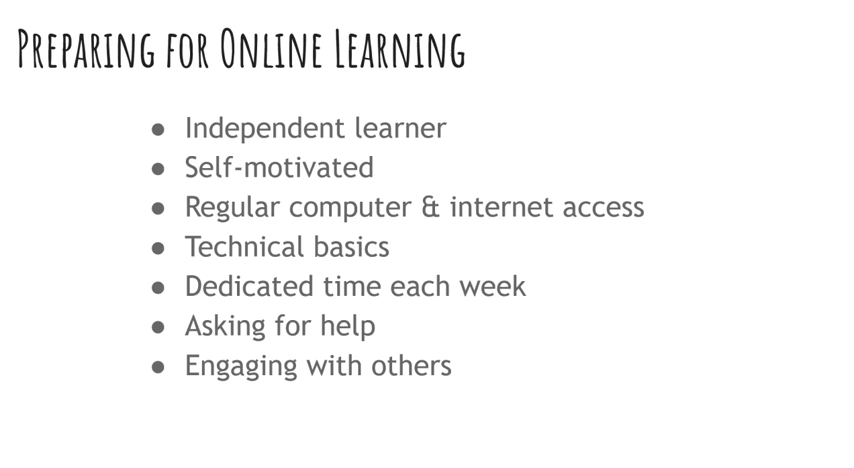 Preparing for Online Learning
● Independent learner
● Self-motivated
● Regular computer & internet access
● Technical basics
● Dedicated time each week
● Asking for help
● Engaging with others